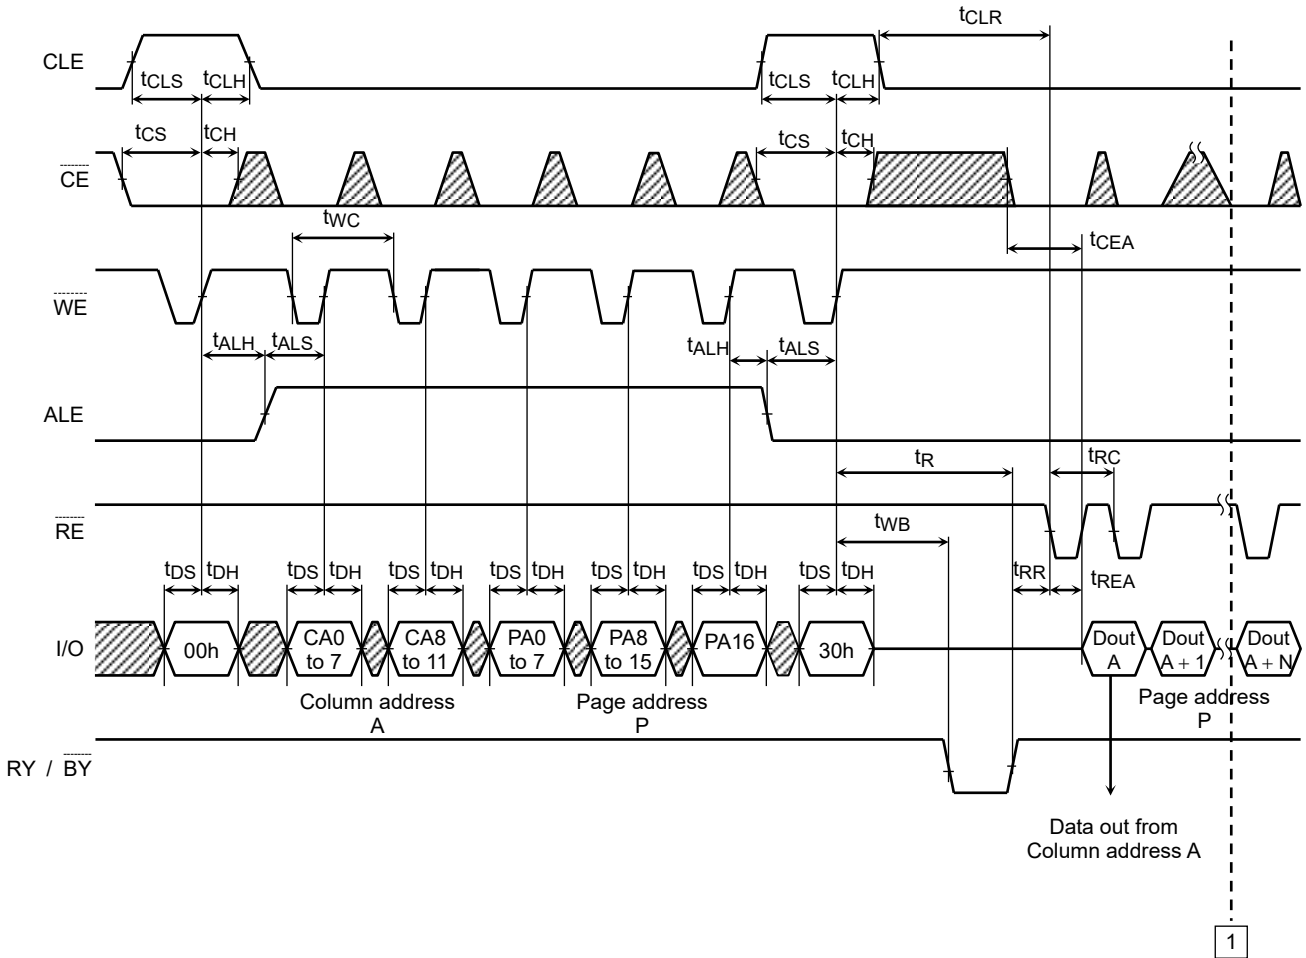 tCLR
CLE
tCLS tCLH tCLS tCLH
tCS tCH tCS tCH
CE
tWC
tCEA
WE
tALH tALS tALH tALS
ALE
tR tRC
RE
tWB
tDS tDH tDS tDH tDS tDH tDS tDH tDS tDH tDS tDH tDS tDH tRR tREA
I/O
00h
CA0 to 7
CA8 to 11
PA0 to 7
PA8 to 15
PA16
30h
Dout A
Dout A + 1
Dout A + N
Column address
A
Page address
P
Page address
P
RY / BY
Data out from
Column address A
1